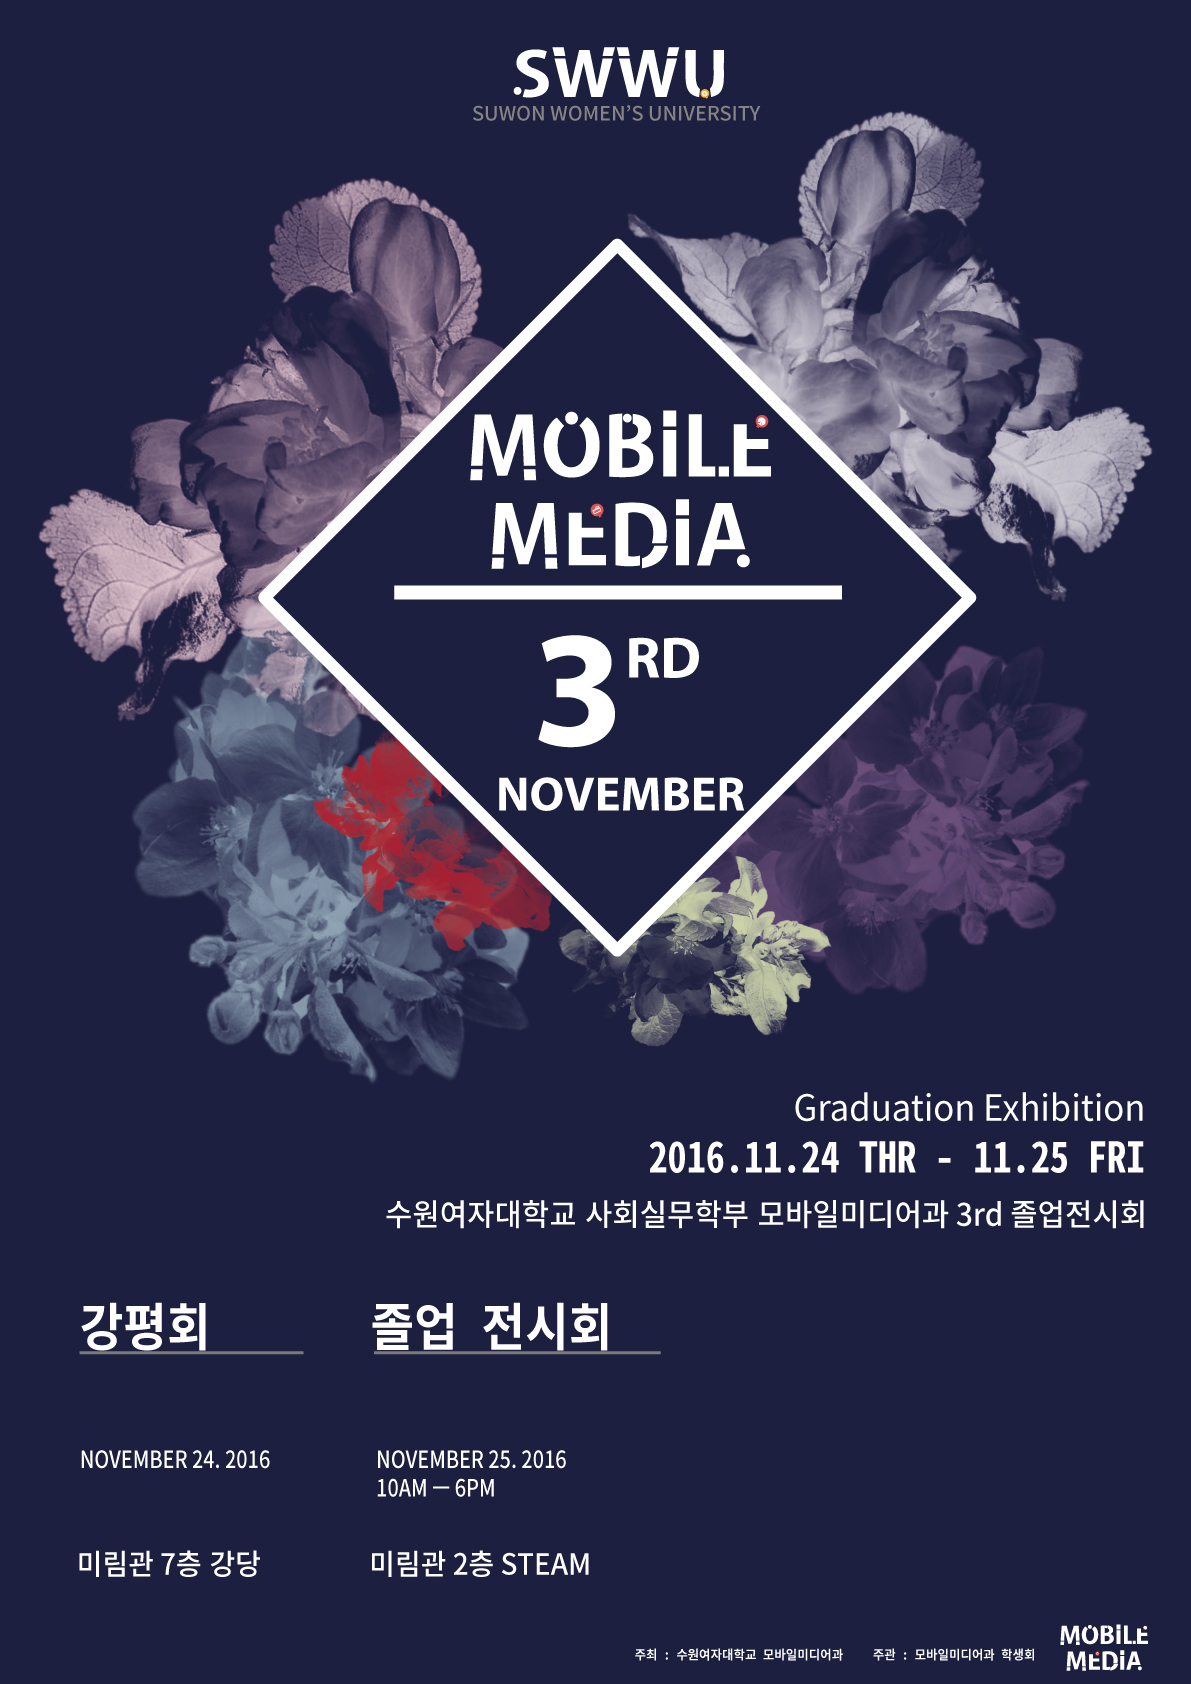 SWWU
SUWON WOMEN'S UNIVERSITY
MOBiLE
MEDiA
3RD
NOVEMBER
Graduation Exhibition
2016.11.24 THR - 11.25 FRI
수원여자대학교 사회실무학부 모바일미디어과 3rd 졸업전시회
강평회
NOVEMBER 24. 2016
미림관 7층 강당
졸업 전시회
NOVEMBER 25. 2016
10AM — 6PM
미림관 2층 STEAM
주최 : 수원여자대학교 모바일미디어과 주관 : 모바일미디어과 학생회
MOBiLE
MEDiA